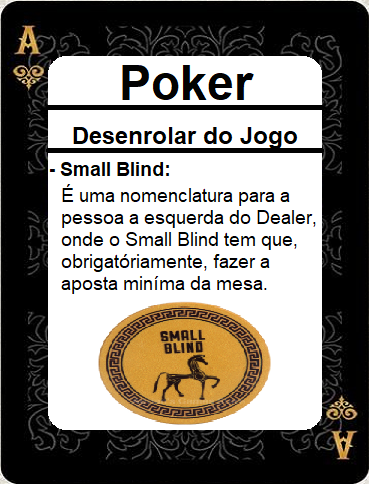 A
Poker
Desenrolar do Jogo
- Small Blind:
É uma nomenclatura para a
pessoa a esquerda do Dealer,
onde o Small Blind tem que,
obrigatóriamente, fazer a
aposta miníma da mesa.
SMALL
BLIND
A